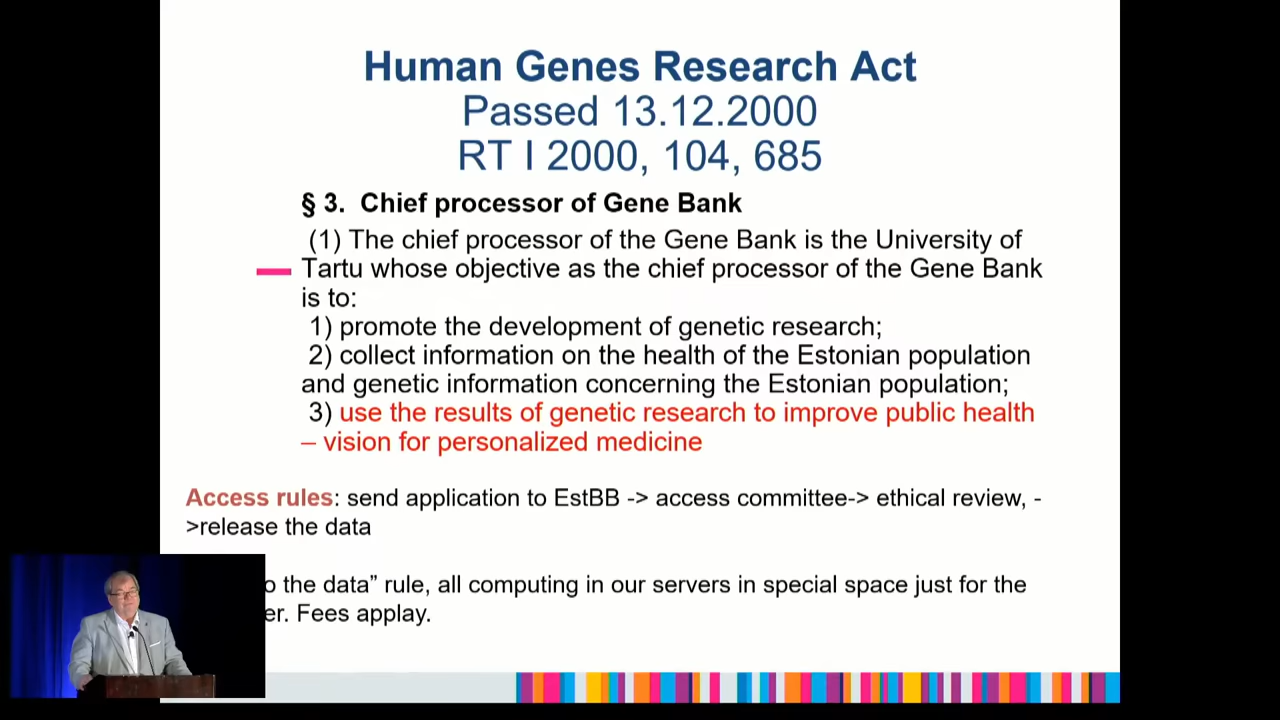 Human Genes Research Act
Passed 13.12.2000
RT I 2000, 104, 685
§ 3. Chief processor of Gene Bank
(1) The chief processor of the Gene Bank is the University of
Tartu whose objective as the chief processor of the Gene Bank
is to:
1) promote the development of genetic research;
2) collect information on the health of the Estonian population
and genetic information concerning the Estonian population;
3) use the results of genetic research to improve public health
– vision for personalized medicine
Access rules: send application to EstBB -> access committee-> ethical review, -
>release the data
o the data” rule, all computing in our servers in special space just for the
er. Fees applay.